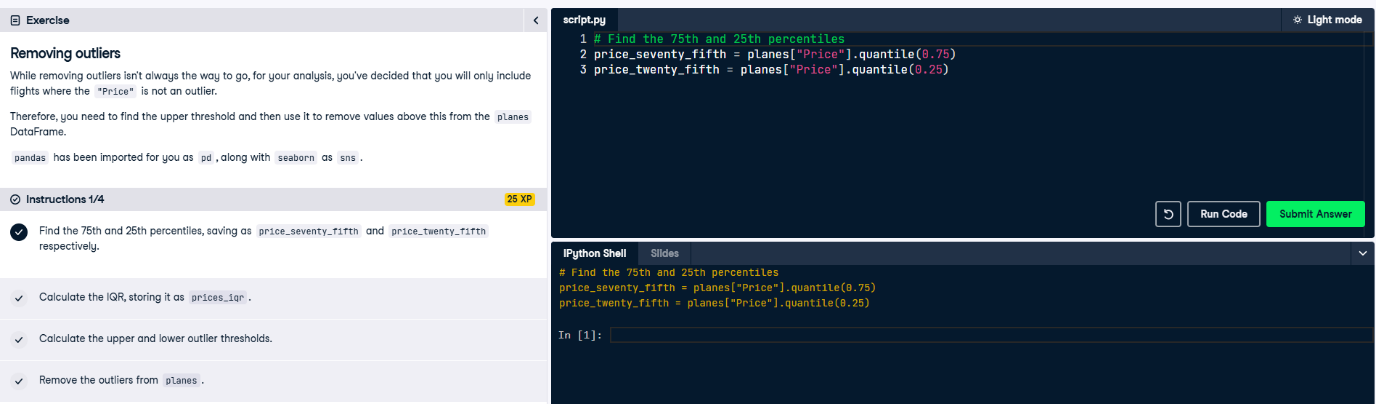 Exercise
Removing outliers
While removing outliers isn't always the way to go, for your analysis, you've decided that you will only include
flights where the "Price" is not an outlier.
Therefore, you need to find the upper threshold and then use it to remove values above this from the planes
DataFrame.
pandas has been imported for you as pd , along with seaborn as sns .
Instructions 1/4
25 XP
Find the 75th and 25th percentiles, saving as price_seventy_fifth and price_twenty_fifth
respectively.
Calculate the IQR, storing it as prices_iqr .
Calculate the upper and lower outlier thresholds.
Remove the outliers from planes .
script.py
Light mode
1 # Find the 75th and 25th percentiles
2 price_seventy_fifth = planes["Price"].quantile(0.75)
3 price_twenty_fifth = planes["Price"].quantile(0.25)
Run Code
Submit Answer
IPython Shell
Slides
# Find the 75th and 25th percentiles
price_seventy_fifth = planes["Price"].quantile(0.75)
price_twenty_fifth = planes["Price"].quantile(0.25)
In [1]: